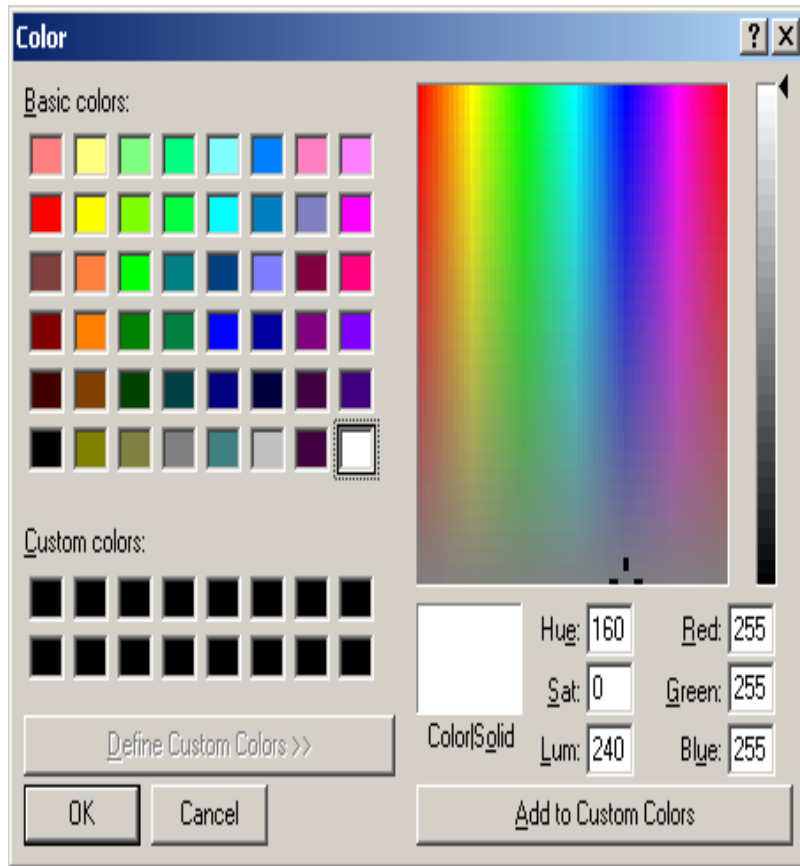 Color
Basic colors:
Custom colors:
Define Custom Colors >>
OK Cancel
Color|Solid
Hue: 160 Red: 255
Sat: 0 Green: 255
Lum: 240 Blue: 255
Add to Custom Colors